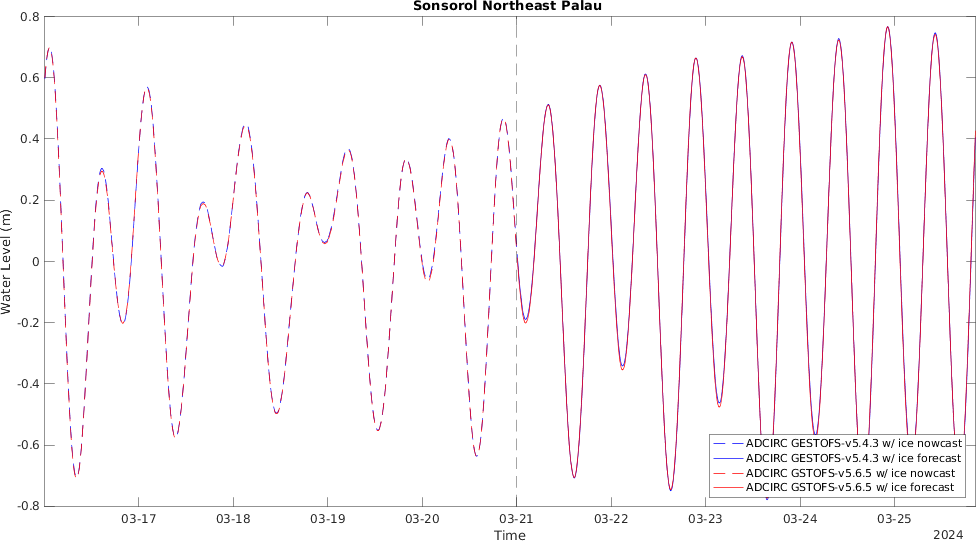 Sonsorol Northeast Palau
0.8
0.6
0.4
0.2
0
-0.2
-0.4
-0.6
-0.8
Water Level (m)
ADCIRC GESTOFS-v5.4.3 w/ ice nowcast
ADCIRC GESTOFS-v5.4.3 w/ ice forecast
ADCIRC GSTOFS-v5.6.5 w/ ice nowcast
ADCIRC GSTOFS-v5.6.5 w/ ice forecast
03-17 03-18 03-19 03-20 03-21 03-22 03-23 03-24 03-25
Time
2024